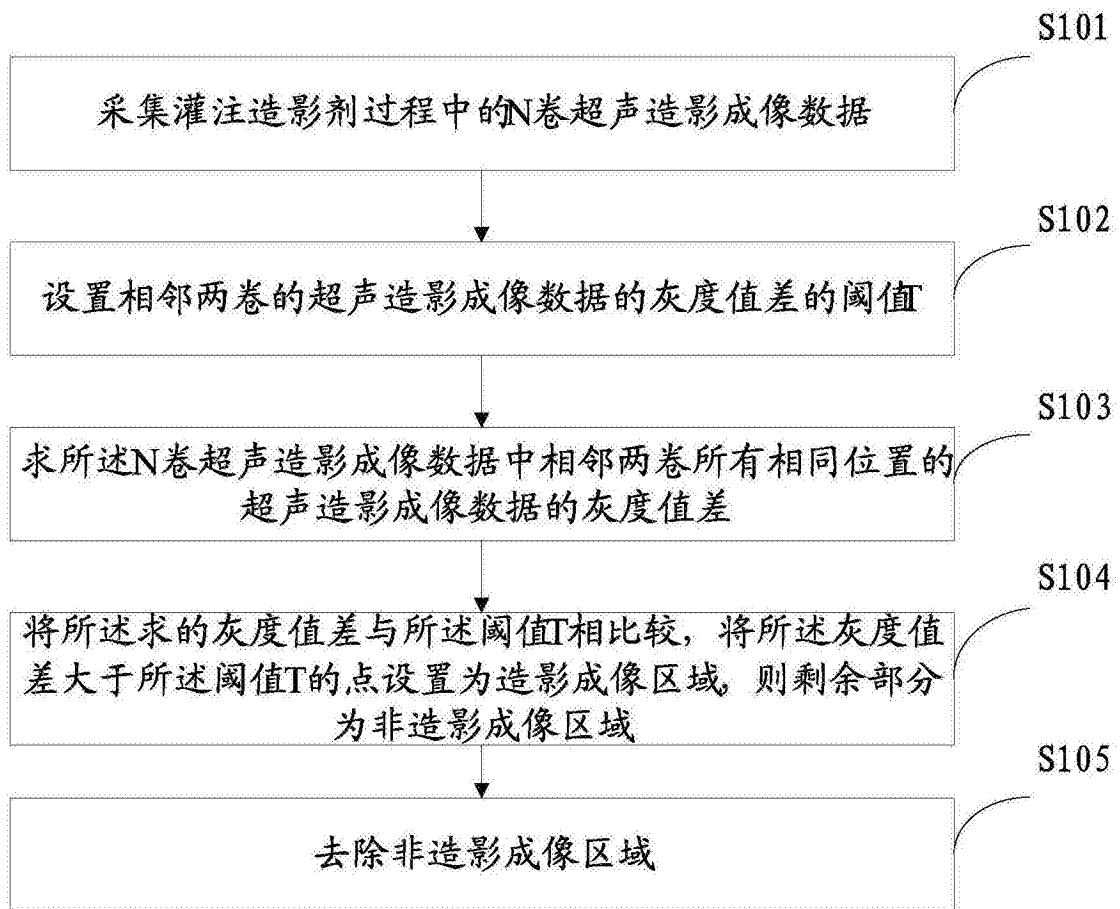 S101
采集灌注造影剂过程中的N卷超声造影成像数据
S102
设置相邻两卷的超声造影成像数据的灰度值差的阈值T
S103
求所述N卷超声造影成像数据中相邻两卷所有相同位置的
超声造影成像数据的灰度值差
S104
将所述求的灰度值差与所述阈值T相比较，将所述灰度值
差大于所述阈值T的点设置为造影成像区域，则剩余部分
为非造影成像区域
S105
去除非造影成像区域